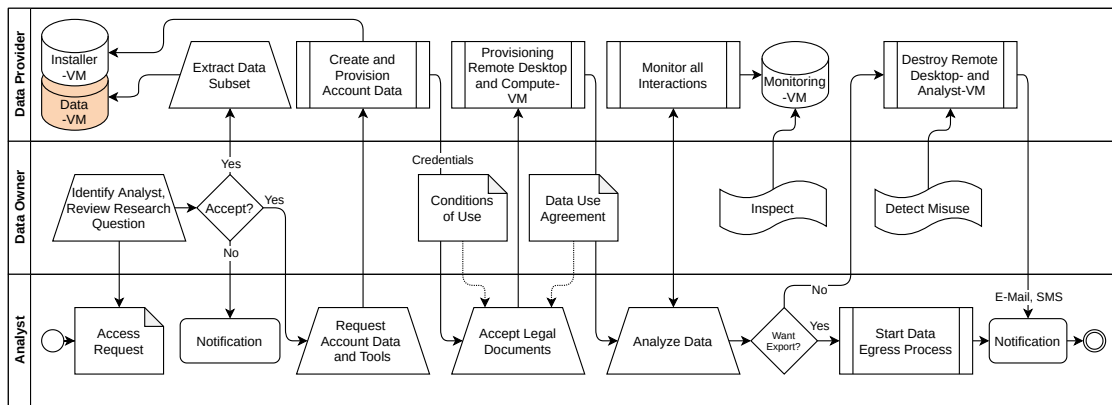 Data Provider
Installer
-VM
Data
-VM
Extract Data
Subset
Create and
Provision
Account Data
Provisioning
Remote Desktop
and Compute-
VM
Monitor all
Interactions
Monitoring
-VM
Destroy Remote
Desktop- and
Analyst-VM
Data Owner
Identify Analyst,
Review Research
Question
Yes
Accept?
Yes
No
Credentials
Conditions
of Use
Data Use
Agreement
Inspect
Detect Misuse
Analyst
Access
Request
Notification
Request
Account Data
and Tools
Accept Legal
Documents
Analyze Data
Want
Export?
No
Yes
Start Data
Egress Process
E-Mail, SMS
Notification